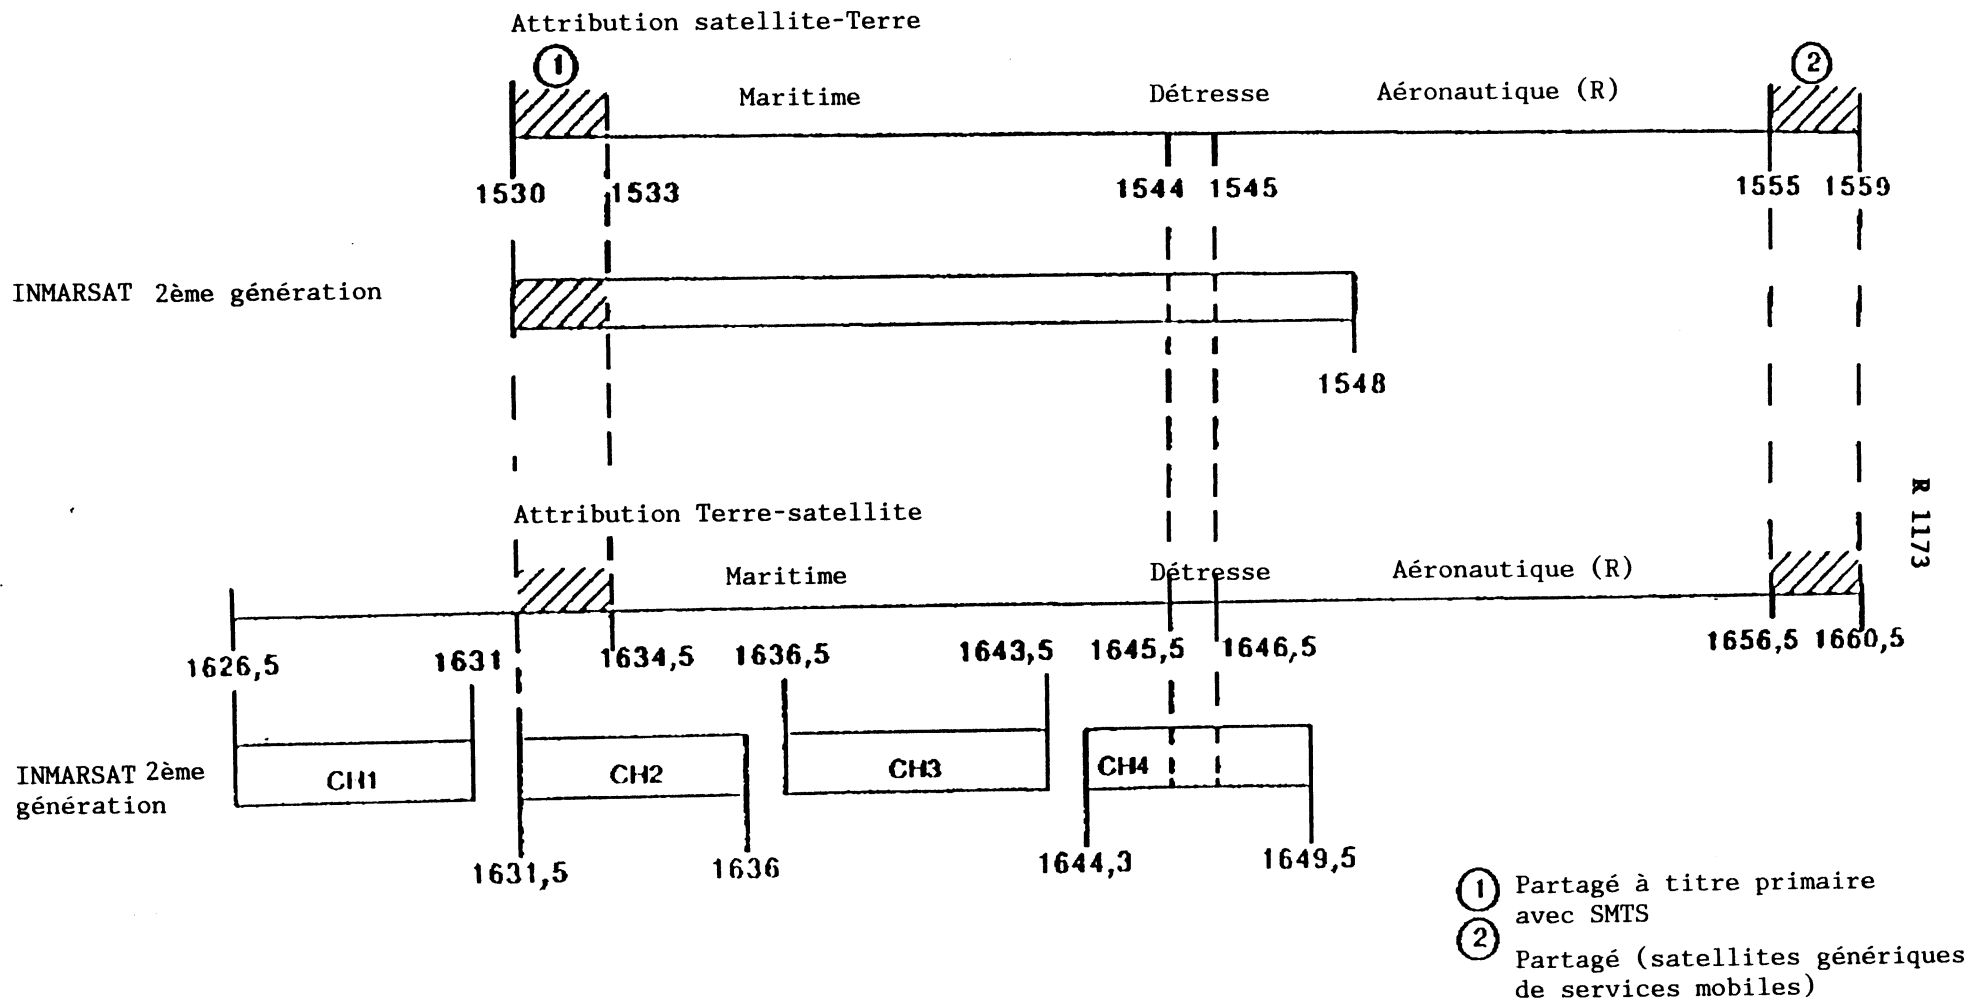 Attribution satellite-Terre
1 2
Maritime Détresse Aéronautique (R)
1530 1533 1544 1545 1555 1559
INMARSAT 2ème génération
1548
R 1173
Attribution Terre-satellite
Maritime Détresse Aéronautique (R)
1626,5 1631 1634,5 1636,5 1643,5 1645,5 1646,5 1656,5 1660,5
INMARSAT 2ème
génération
CH1 CH2 CH3 CH4
1631,5 1636 1644,3 1649,5
1 Partagé à titre primaire
avec SMTS
2 Partagé (satellites génériques
de services mobiles)